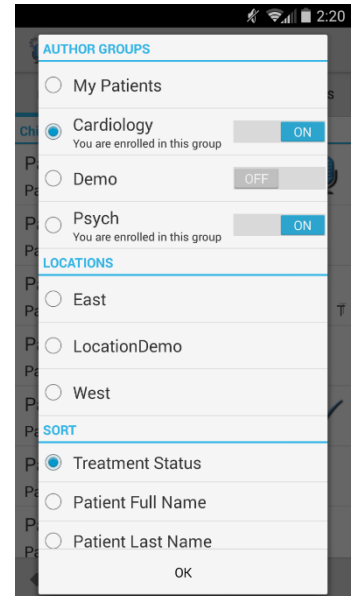 2:20
AUTHOR GROUPS
My Patients
Cardiology
ON
You are enrolled in this group
Demo
OFF
Psych
ON
You are enrolled in this group
LOCATIONS
East
LocationDemo
West
SORT
Treatment Status
Patient Full Name
Patient Last Name
OK